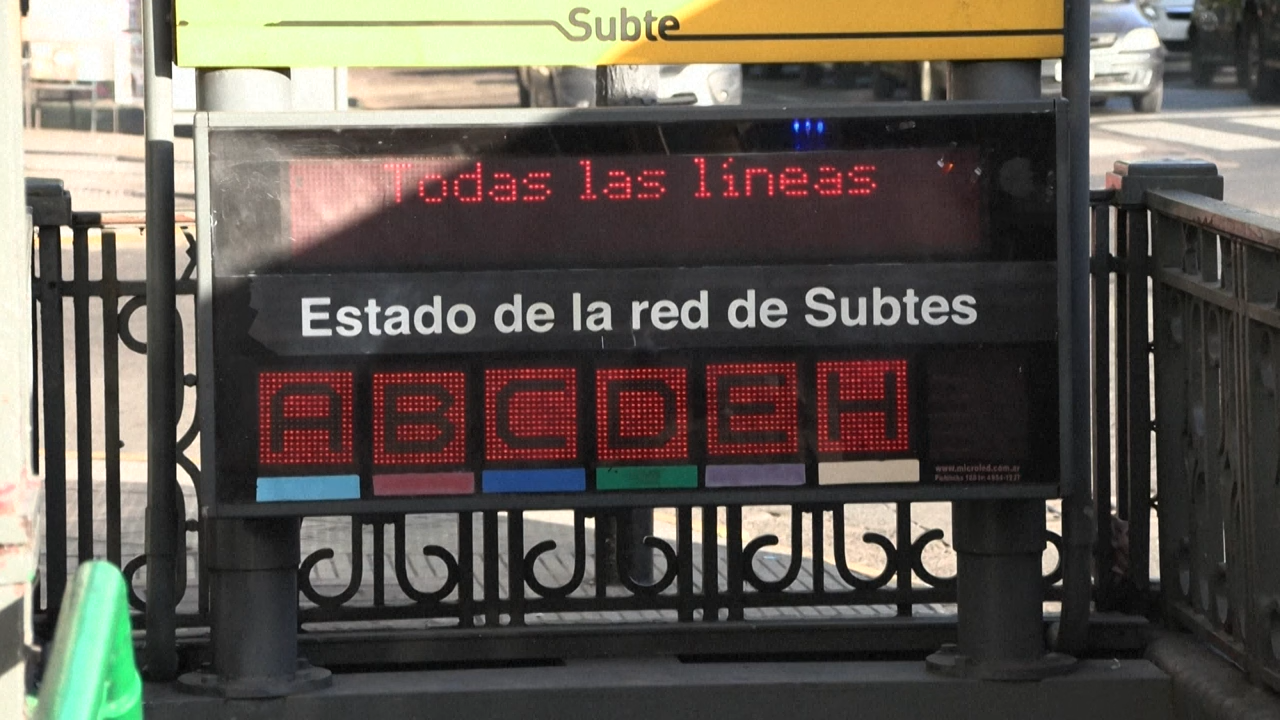 Subte
Todas las líneas
Estado de la red de Subtes
A B C D E H
www.microled.com.ar